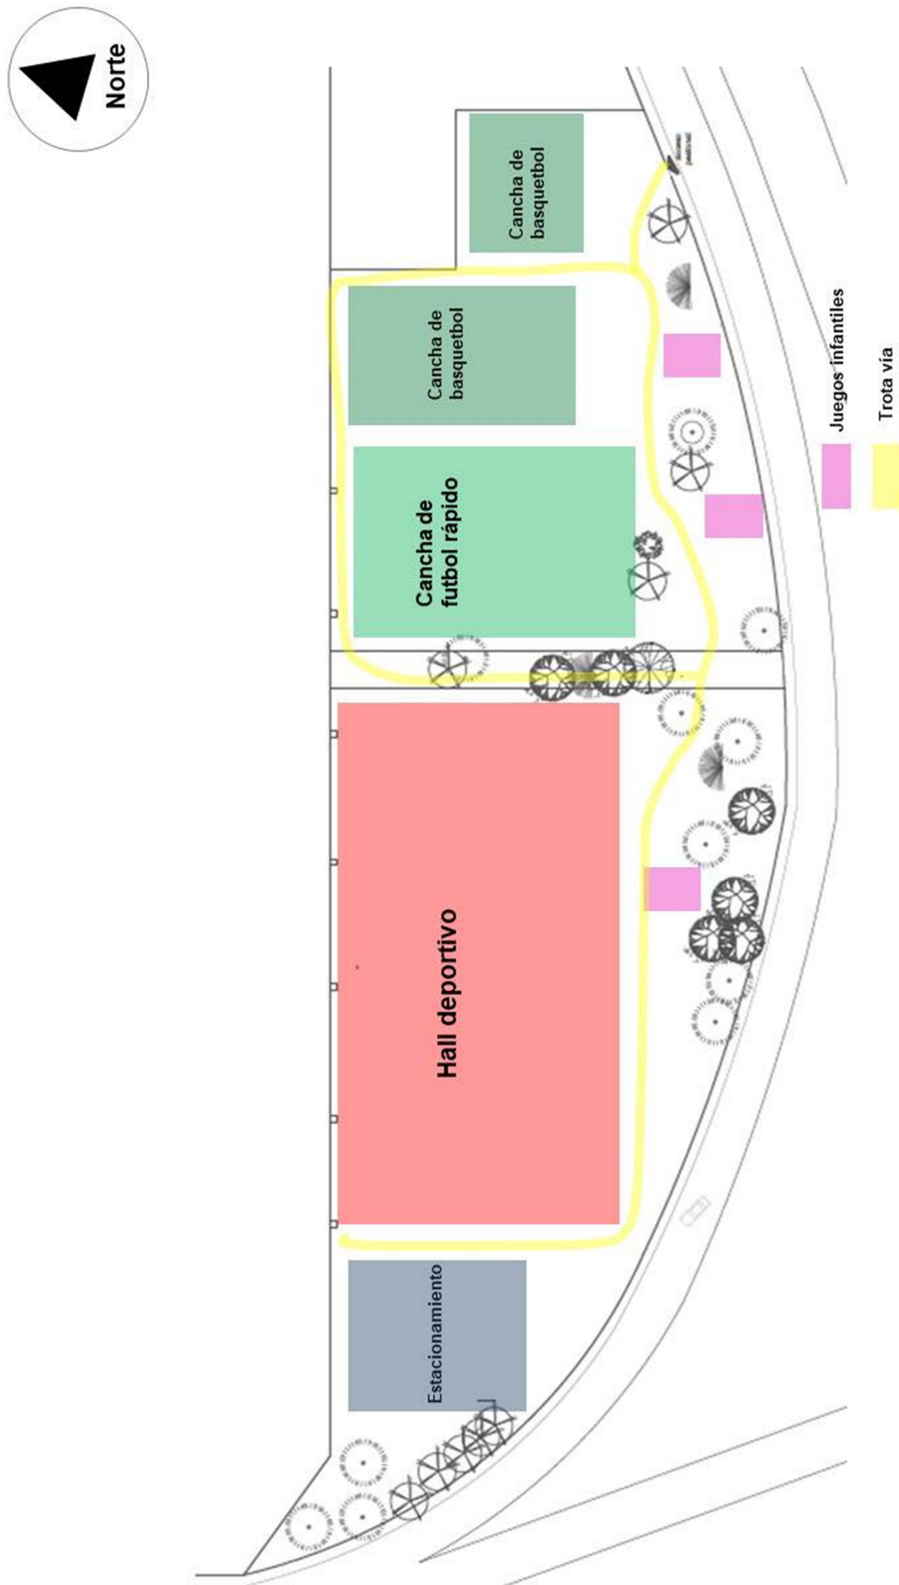 Norte
Cancha de
basquetbol
Cancha de
basquetbol
Cancha de
futbol rápido
Hall deportivo
Estacionamiento
Juegos infantiles
Trota vía